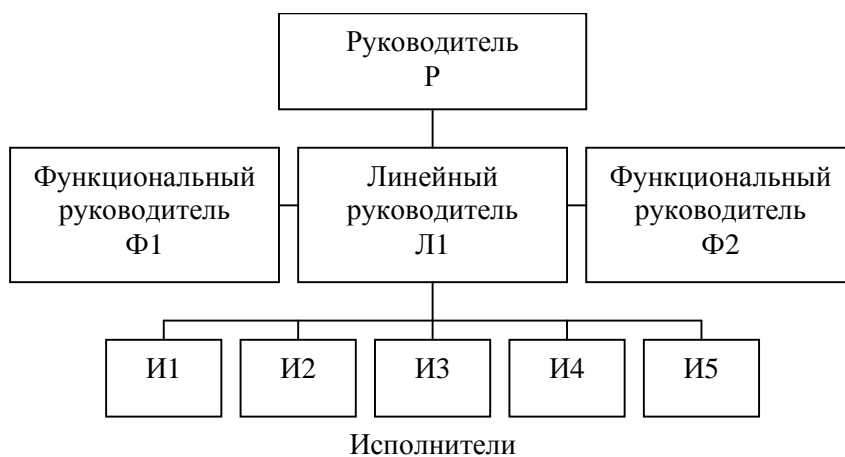 Руководитель
Р
Функциональный
руководитель
Ф1
Линейный
руководитель
Л1
Функциональный
руководитель
Ф2
И1
И2
И3
И4
И5
Исполнители